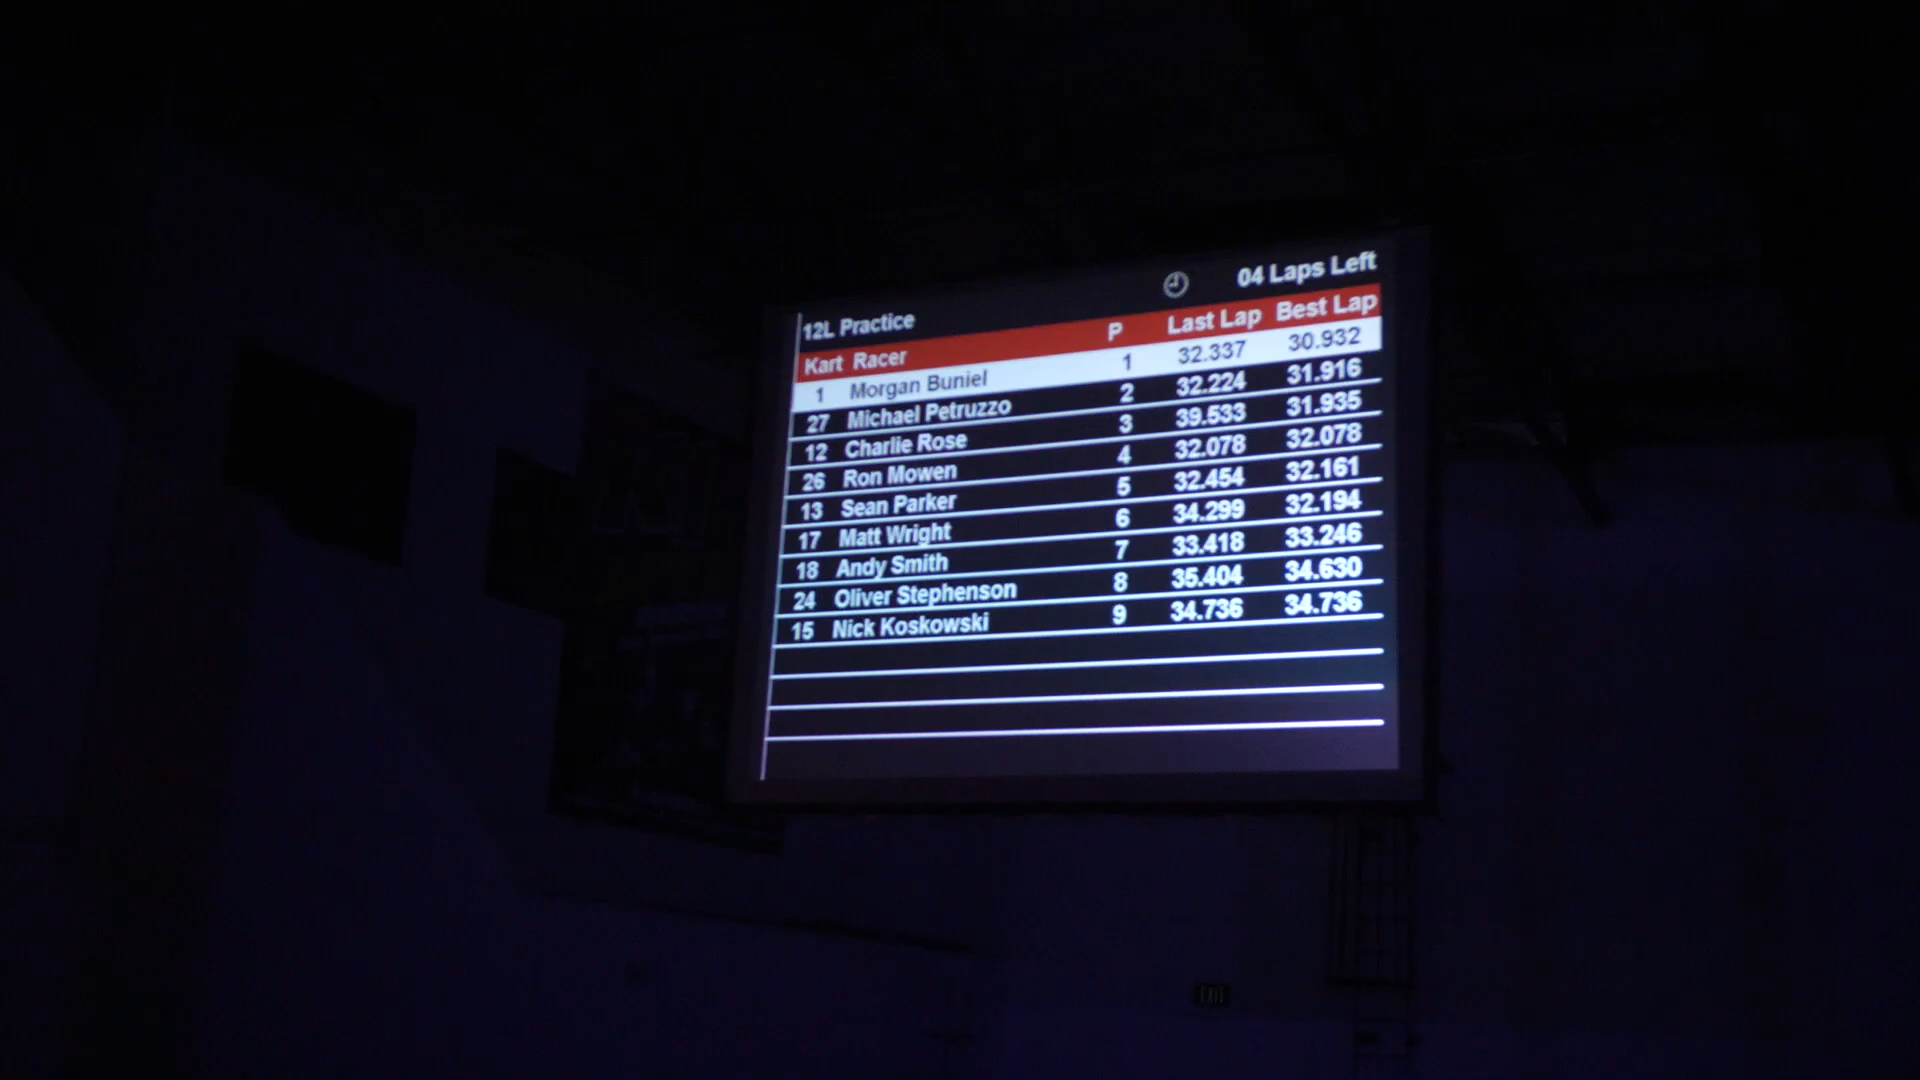 04 Laps Left
12L Practice
Kart Racer P Last Lap Best Lap
1 Morgan Buniel 1 32.337 30.932
27 Michael Petruzzo 2 32.224 31.916
12 Charlie Rose 3 39.533 31.935
26 Ron Mowen 4 32.078 32.078
13 Sean Parker 5 32.454 32.161
17 Matt Wright 6 34.299 32.194
18 Andy Smith 7 33.418 33.246
24 Oliver Stephenson 8 35.404 34.630
15 Nick Koskowski 9 34.736 34.736
EXIT